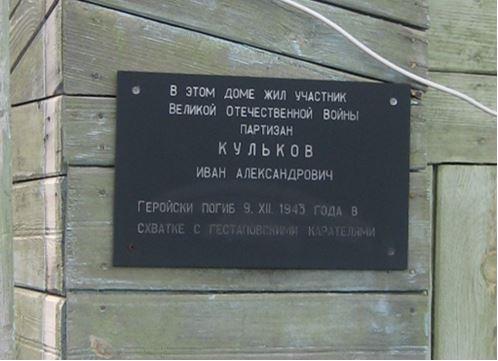 В ЭТОМ ДОМЕ ЖИЛ УЧАСТНИК
ВЕЛИКОЙ ОТЕЧЕСТВЕННОЙ ВОЙНЫ
ПАРТИЗАН
КУЛЬКОВ
ИВАН АЛЕКСАНДРОВИЧ
ГЕРОЙСКИ ПОГИБ 9. XII. 1943 ГОДА В
СХВАТКЕ С ГЕСТАПОВСКИМИ КАРАТЕЛЯМИ